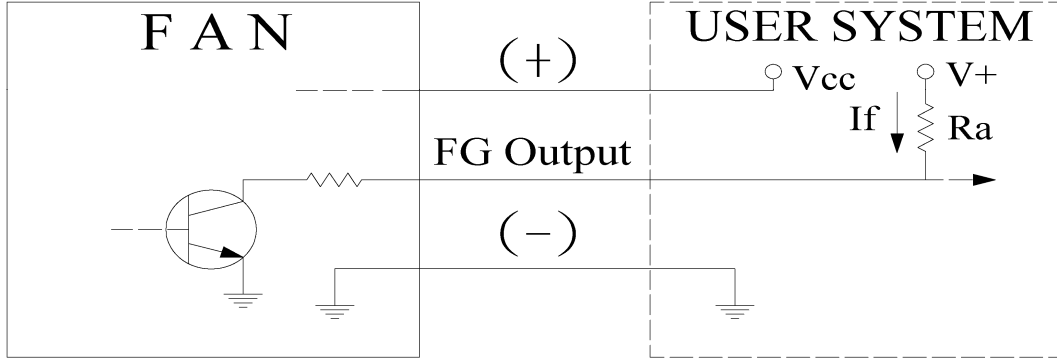 F A N
USER SYSTEM
(+)
Vcc
V+
If
Ra
FG Output
(-)